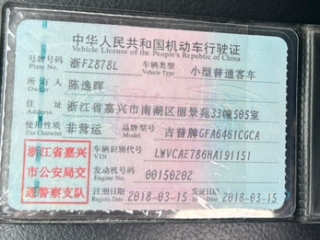 中华人民共和国机动车行驶证
Vehicle License of the People's Republic of China
号牌号码 浙FZ878L 车辆类型 小型普通客车
Plate No. Vehicle Type
所有人 陈逸晖
Owner
住址 浙江省嘉兴市南湖区丽景苑33幢505室
Address
使用性质 非营运 品牌型号 吉普牌GFA6461CGCA
Use Character Model
浙江省嘉
兴市公安局交
通警察支队
车辆识别代号 LWVCAE786HA191151
VIN
发动机号码 00150202
Engine No.
注册日期 2018-03-15 发证日期 2018-03-15
Register Date Issue Date